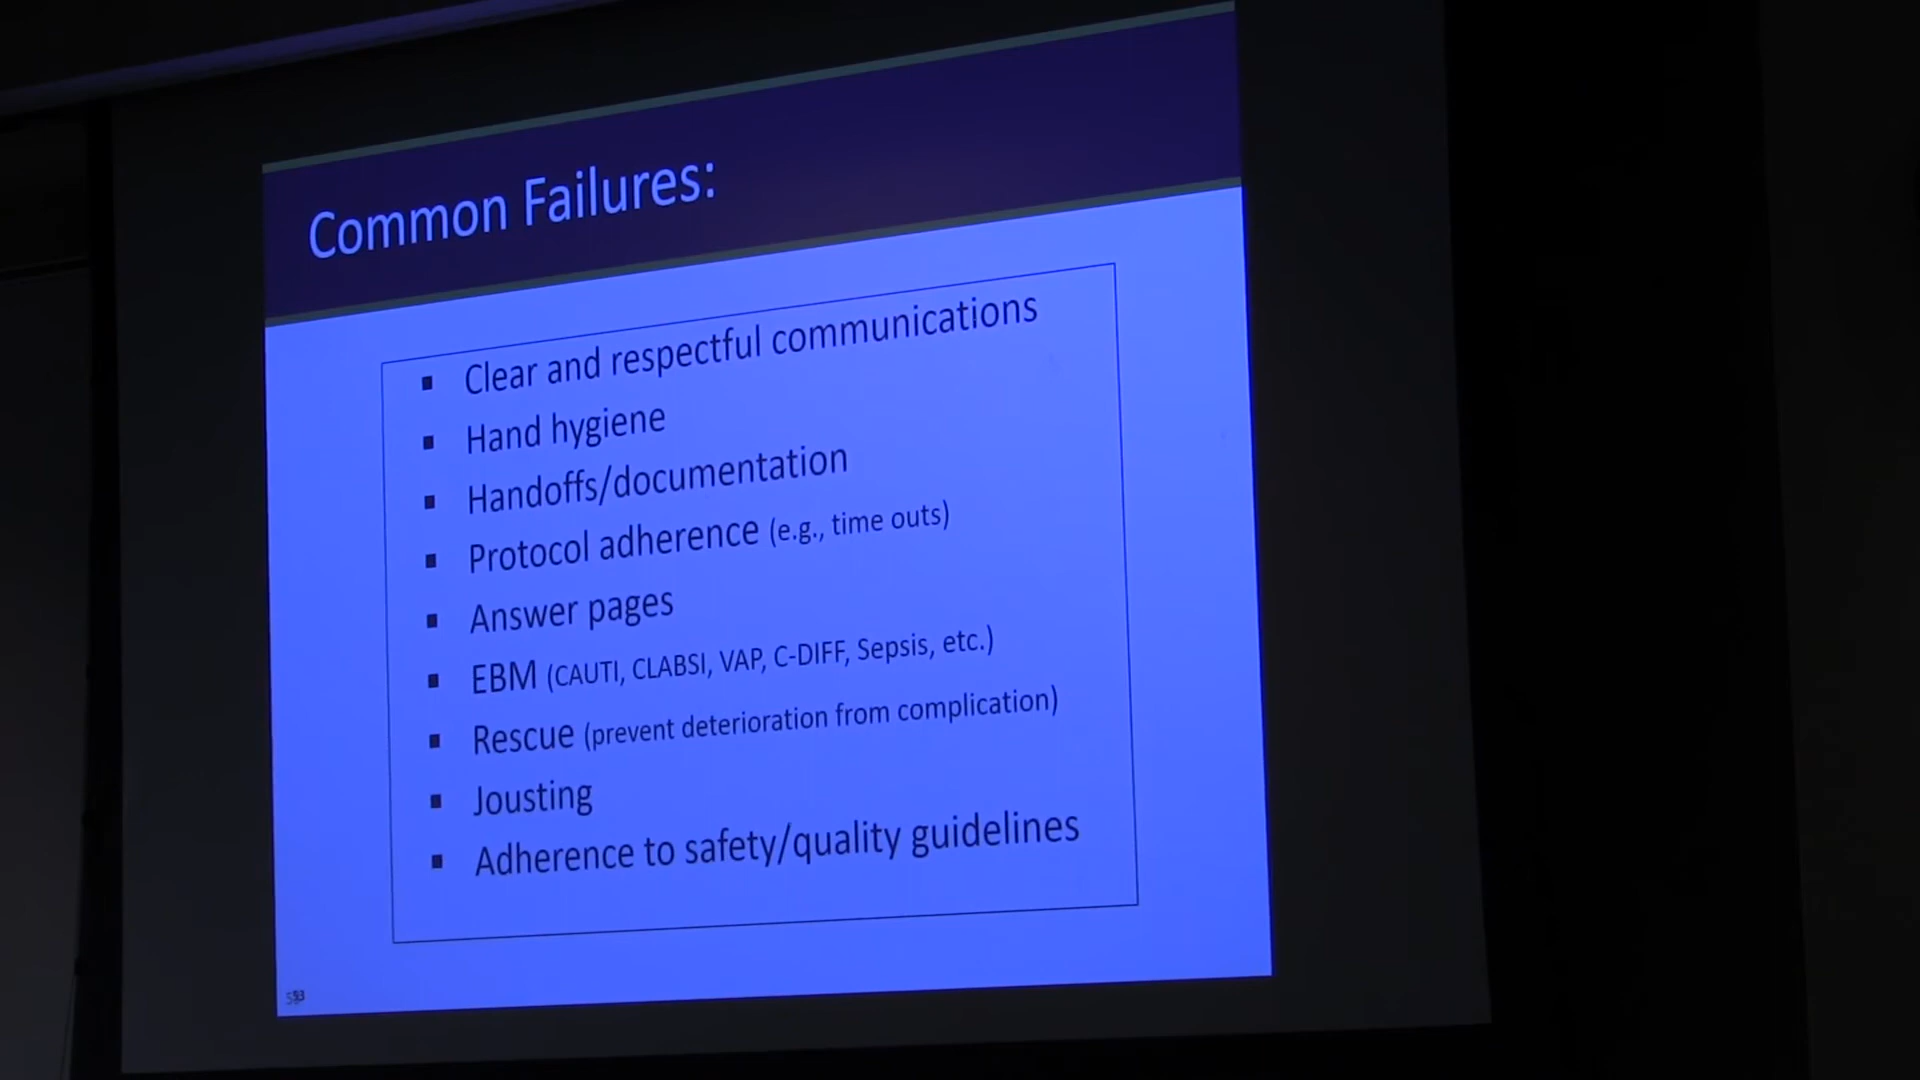 Common Failures:
▪ Clear and respectful communications
▪ Hand hygiene
▪ Handoffs/documentation
▪ Protocol adherence (e.g., time outs)
▪ Answer pages
▪ EBM (CAUTI, CLABSI, VAP, C-DIFF, Sepsis, etc.)
▪ Rescue (prevent deterioration from complication)
▪ Jousting
▪ Adherence to safety/quality guidelines